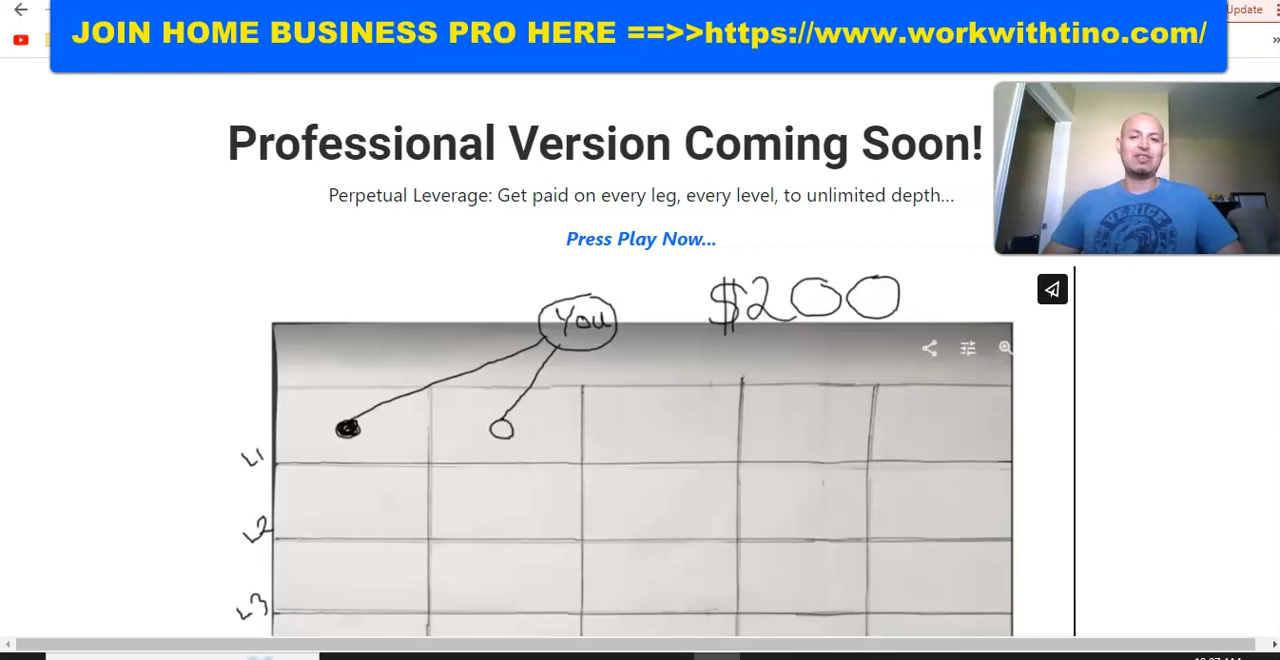 Update
JOIN HOME BUSINESS PRO HERE ==>>https://www.workwithtino.com/
Professional Version Coming Soon!
Perpetual Leverage: Get paid on every leg, every level, to unlimited depth...
Press Play Now...
You
$200
VENICE
L1
L2
L3